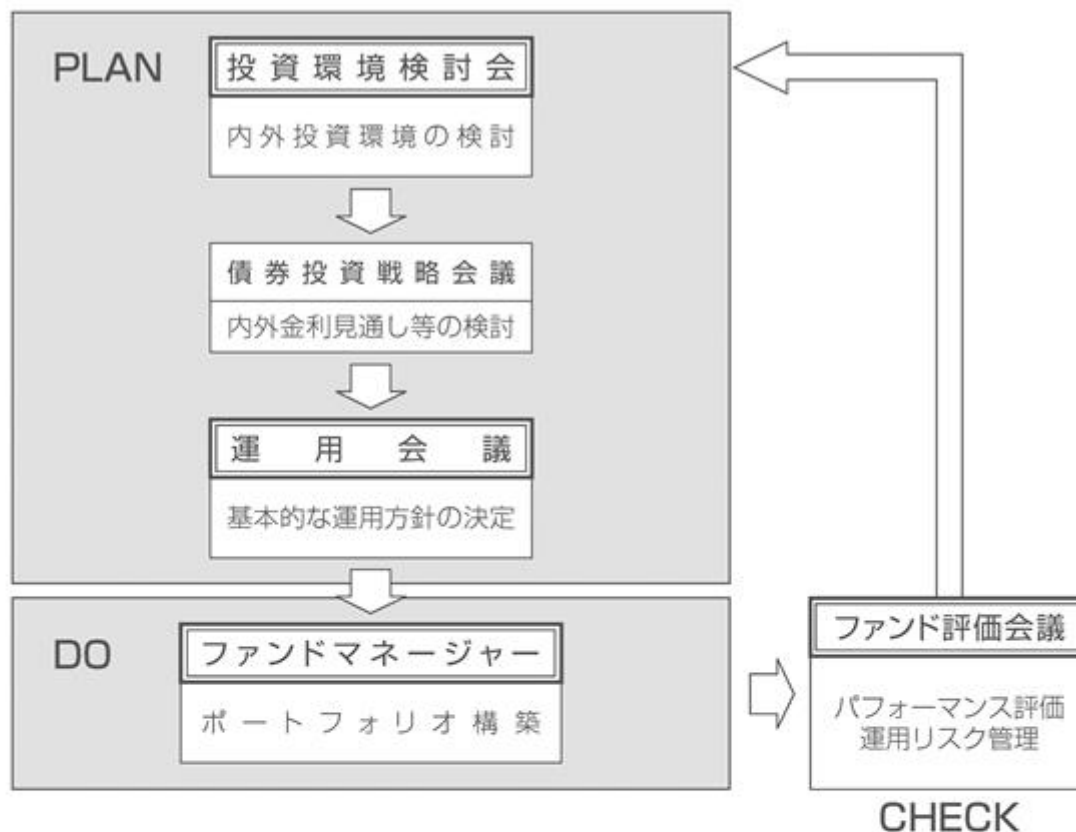 PLAN
投資環境検討会
内外投資環境の検討
債券投資戦略会議
内外金利見通し等の検討
運用会議
基本的な運用方針の決定
DO
ファンドマネージャー
ポートフォリオ構築
ファンド評価会議
パフォーマンス評価
運用リスク管理
CHECK